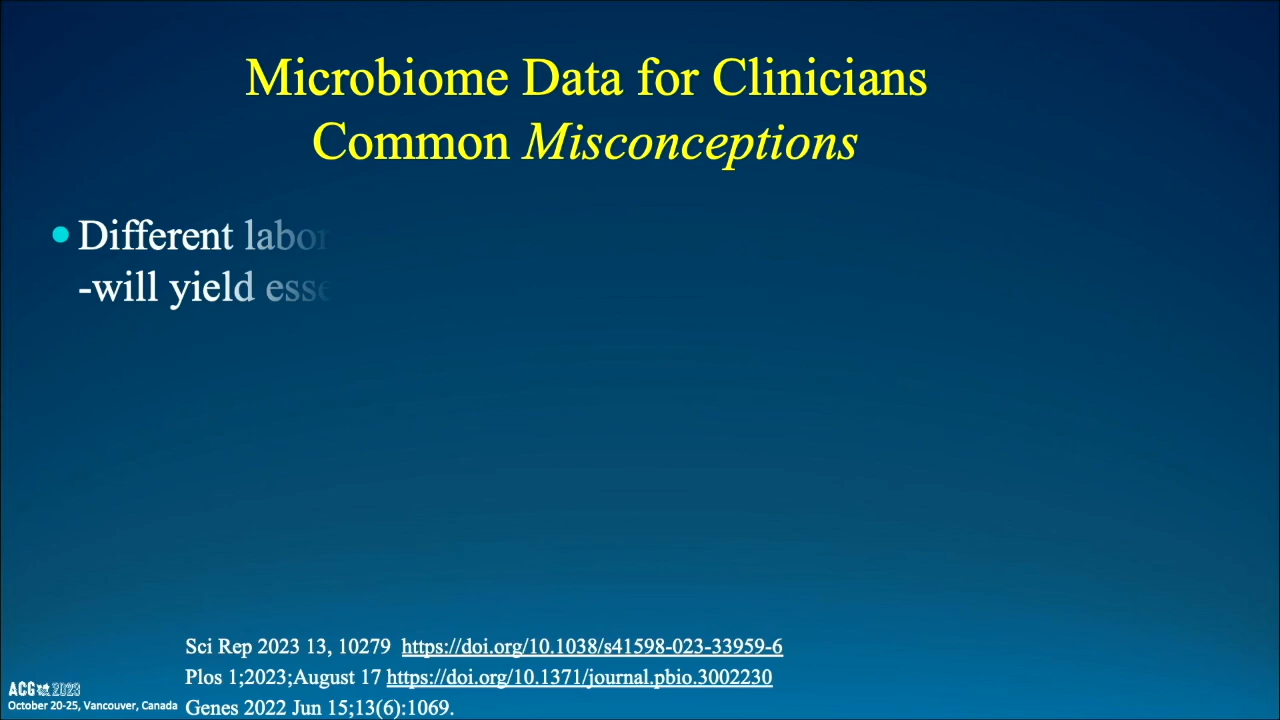 Microbiome Data for Clinicians
Common Misconceptions
• Different
-will yield
Sci Rep 2023 13, 10279 https://doi.org/10.1038/s41598-023-33959-6
Plos 1;2023;August 17 https://doi.org/10.1371/journal.pbio.3002230
Genes 2022 Jun 15;13(6):1069.
ACG 2023
October 20-25, Vancouver, Canada